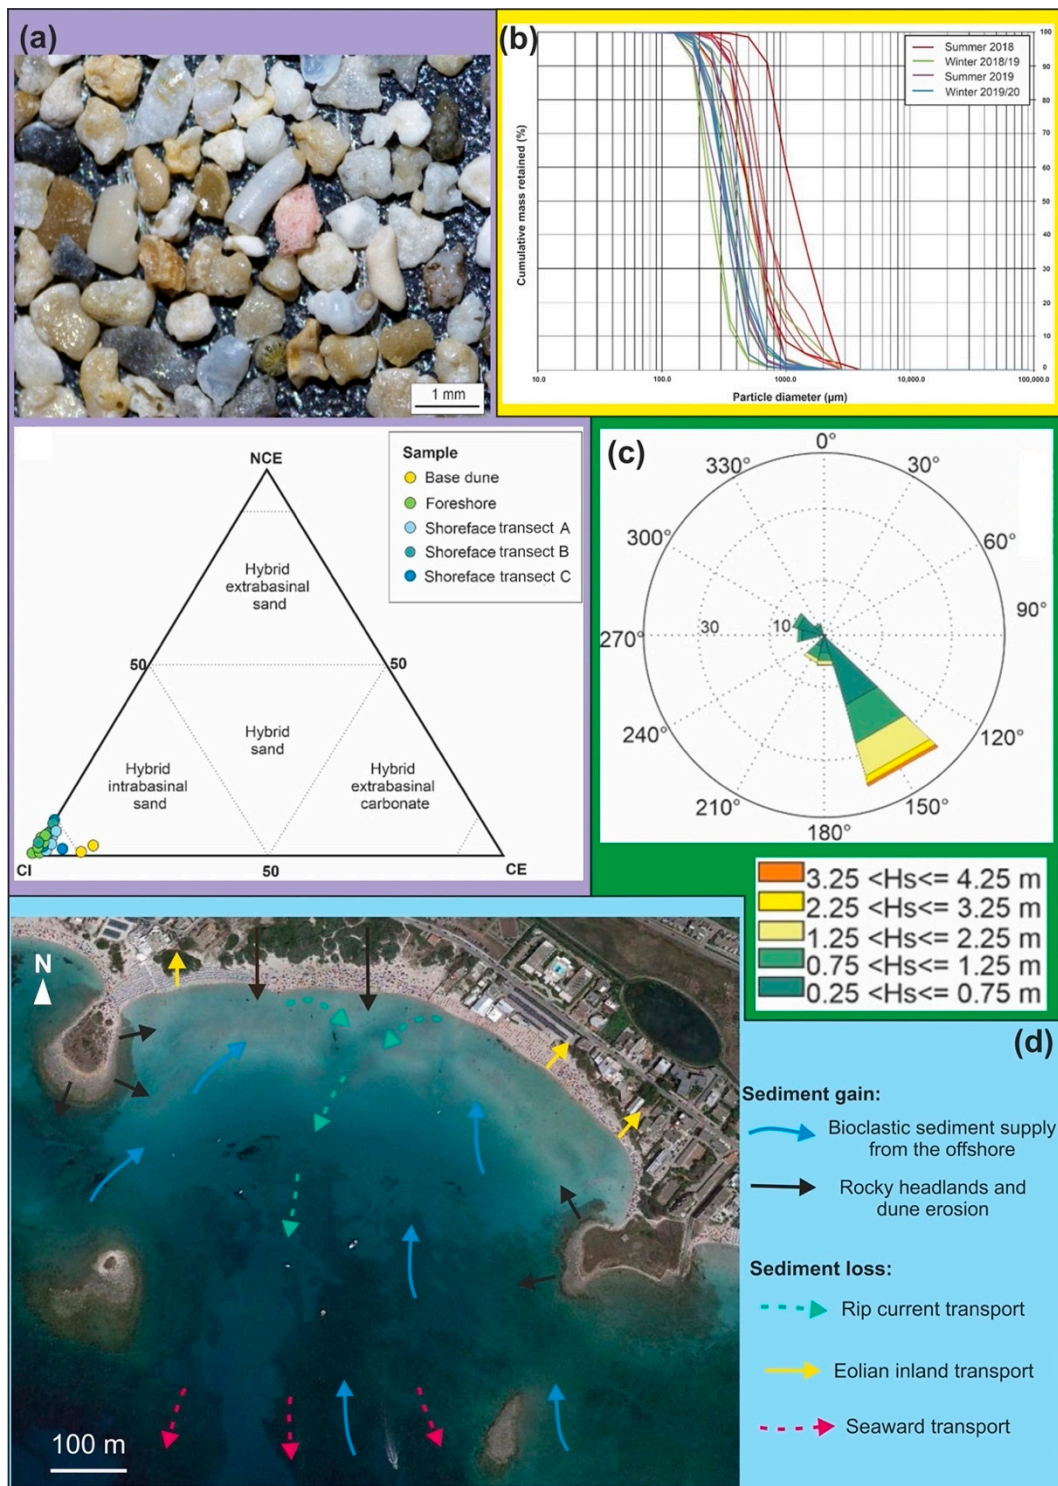 (a)
1 mm
(b)
Summer 2018
Winter 2018/19
Summer 2019
Winter 2019/20
Cumulative mass retained (%)
100
90
80
70
60
50
40
30
20
10
0
10.0
100.0
1000.0
10,000.0
100,000.0
Particle diameter (µm)
NCE
Sample
Base dune
Foreshore
Shoreface transect A
Shoreface transect B
Shoreface transect C
Hybrid
extrabasinal
sand
50
50
Hybrid
sand
Hybrid
intrabasinal
sand
Hybrid
extrabasinal
carbonate
CI
50
CE
(c)
0°
330°
30°
300°
60°
90°
270°
30
10
240°
120°
210°
150°
180°
3.25 <Hs<= 4.25 m
2.25 <Hs<= 3.25 m
1.25 <Hs<= 2.25 m
0.75 <Hs<= 1.25 m
0.25 <Hs<= 0.75 m
N
100 m
(d)
Sediment gain:
Bioclastic sediment supply
from the offshore
Rocky headlands and
dune erosion
Sediment loss:
Rip current transport
Eolian inland transport
Seaward transport